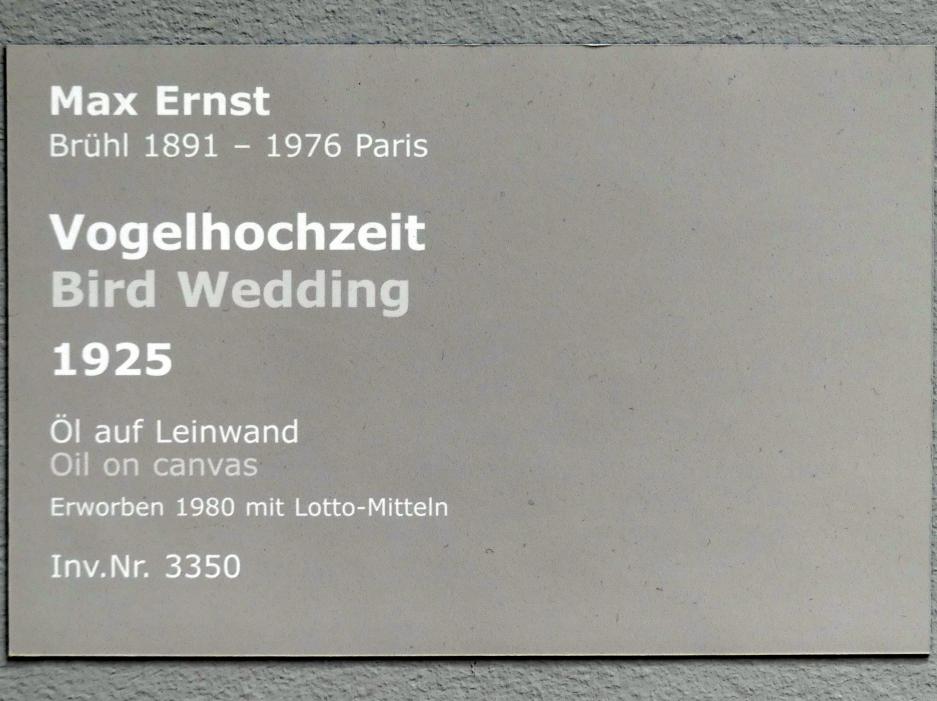 Max Ernst
Brühl 1891 – 1976 Paris
Vogelhochzeit
Bird Wedding
1925
Öl auf Leinwand
Oil on canvas
Erworben 1980 mit Lotto-Mitteln
Inv.Nr. 3350